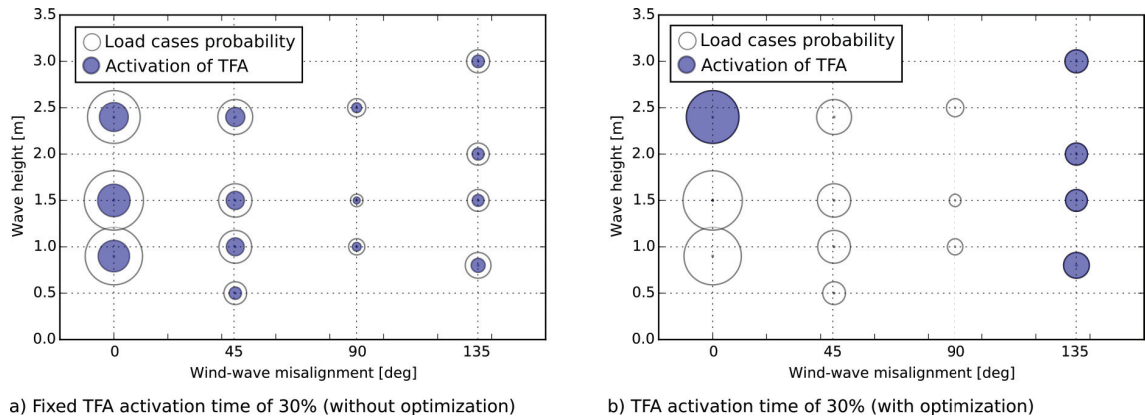 3.5
3.0
2.5
2.0
1.5
1.0
0.5
0.0
Wave height [m]
Load cases probability
Activation of TFA
0 45 90 135
Wind-wave misalignment [deg]
a) Fixed TFA activation time of 30% (without optimization)
3.5
3.0
2.5
2.0
1.5
1.0
0.5
0.0
Wave height [m]
Load cases probability
Activation of TFA
0 45 90 135
Wind-wave misalignment [deg]
b) TFA activation time of 30% (with optimization)